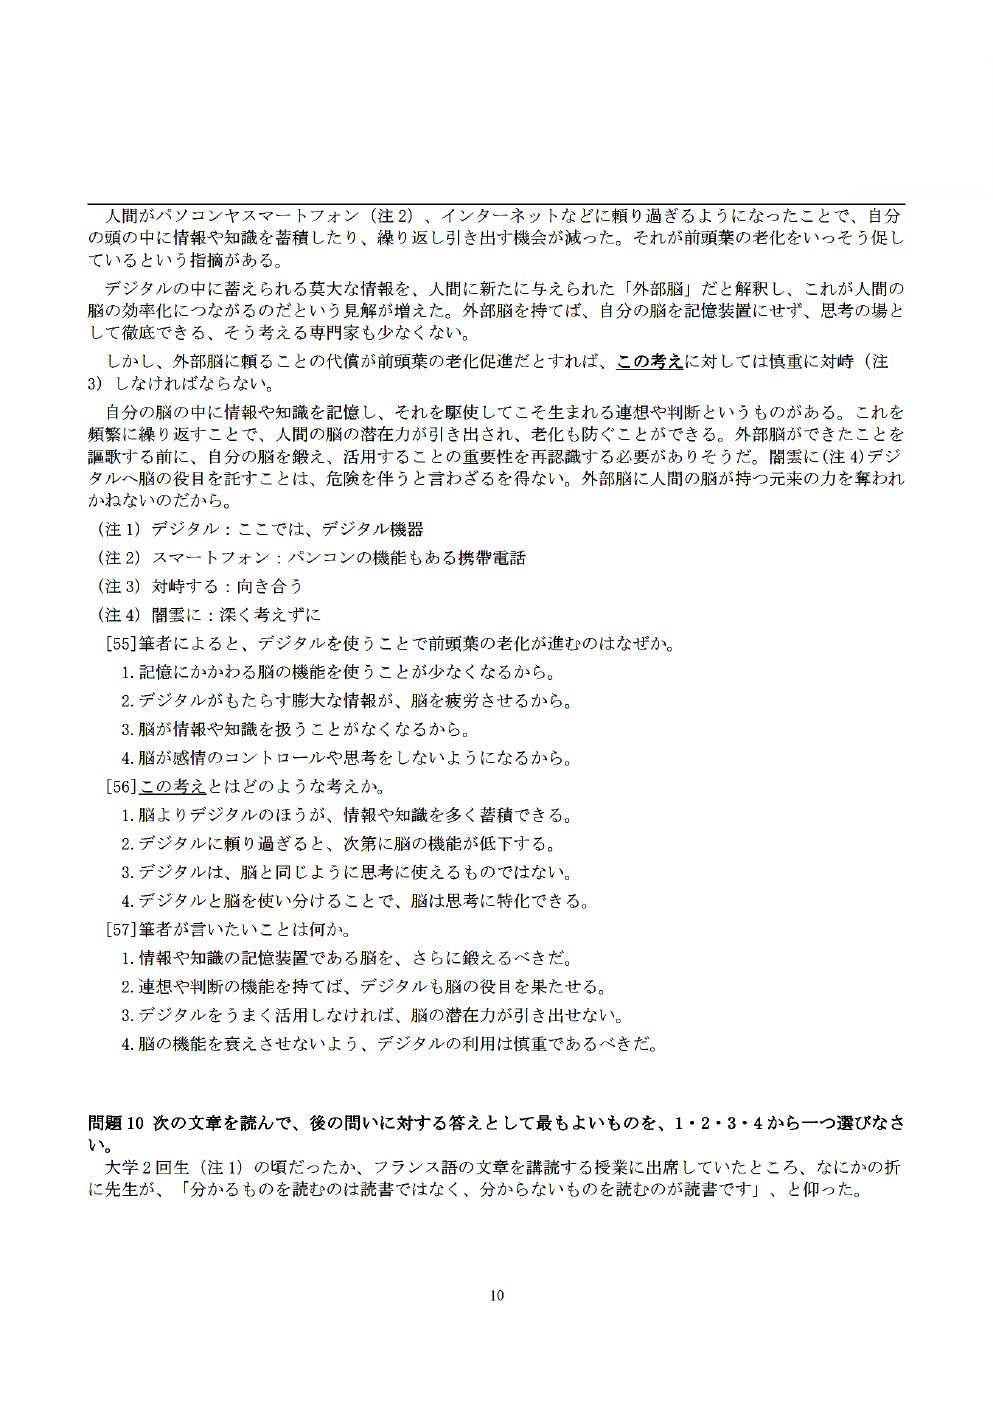 人間がパソコンヤスマートフォン（注2）、インターネットなどに頼り過ぎるようになったことで、自分
の頭の中に情報や知識を蓄積したり、繰り返し引き出す機会が減った。それが前頭葉の老化をいっそう促し
ているという指摘がある。
デジタルの中に蓄えられる莫大な情報を、人間に新たに与えられた「外部脳」だと解釈し、これが人間の
脳の効率化につながるのだという見解が増えた。外部脳を持てば、自分の脳を記憶装置にせず、思考の場と
して徹底できる、そう考える専門家も少なくない。
しかし、外部脳に頼ることの代償が前頭葉の老化促進だとすれば、この考えに対しては慎重に対峙（注
3）しなければならない。
自分の脳の中に情報や知識を記憶し、それを駆使してこそ生まれる連想や判断というものがある。これを
頻繁に繰り返すことで、人間の脳の潜在力が引き出され、老化も防ぐことができる。外部脳ができたことを
謳歌する前に、自分の脳を鍛え、活用することの重要性を再認識する必要がありそうだ。闇雲に(注4)デジ
タルへ脳の役目を託すことは、危険を伴うと言わざるを得ない。外部脳に人間の脳が持つ元来の力を奪われ
かねないのだから。
（注1）デジタル：ここでは、デジタル機器
（注2）スマートフォン：パンコンの機能もある携帯電話
（注3）対峙する：向き合う
（注4）闇雲に：深く考えずに
[55]筆者によると、デジタルを使うことで前頭葉の老化が進むのはなぜか。
1.記憶にかかわる脳の機能を使うことが少なくなるから。
2.デジタルがもたらす膨大な情報が、脳を疲労させるから。
3.脳が情報や知識を扱うことがなくなるから。
4.脳が感情のコントロールや思考をしないようになるから。
[56]この考えとはどのような考えか。
1.脳よりデジタルのほうが、情報や知識を多く蓄積できる。
2.デジタルに頼り過ぎると、次第に脳の機能が低下する。
3.デジタルは、脳と同じように思考に使えるものではない。
4.デジタルと脳を使い分けることで、脳は思考に特化できる。
[57]筆者が言いたいことは何か。
1.情報や知識の記憶装置である脳を、さらに鍛えるべきだ。
2.連想や判断の機能を持てば、デジタルも脳の役目を果たせる。
3.デジタルをうまく活用しなければ、脳の潜在力が引き出せない。
4.脳の機能を衰えさせないよう、デジタルの利用は慎重であるべきだ。
問題10 次の文章を読んで、後の問いに対する答えとして最もよいものを、1・2・3・4から一つ選びなさ
い。
大学2回生（注1）の頃だったか、フランス語の文章を講読する授業に出席していたところ、なにかの折
に先生が、「分かるものを読むのは読書ではなく、分からないものを読むのが読書です」、と仰った。
10